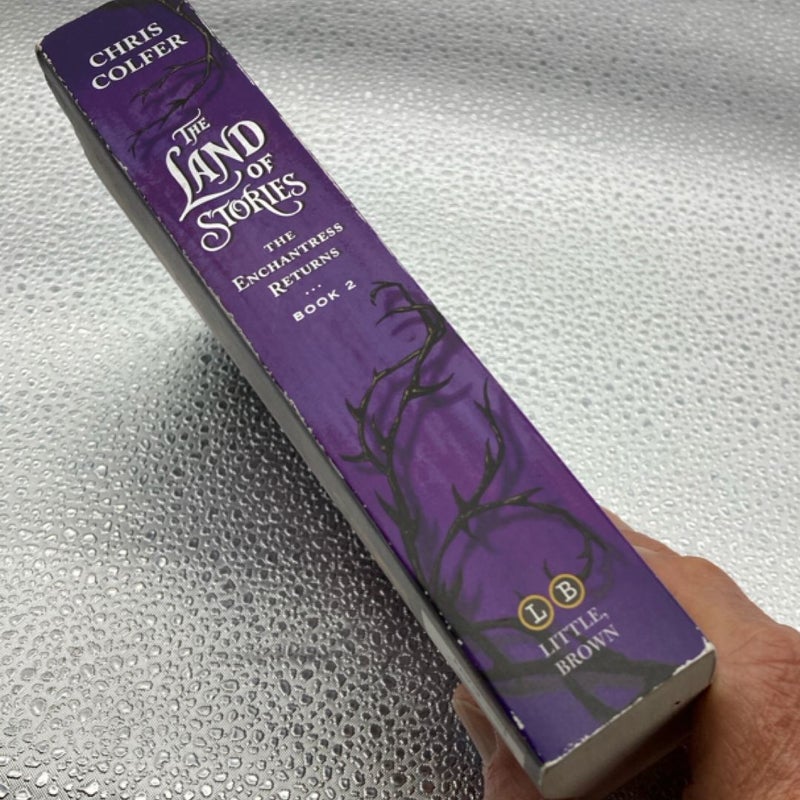 CHRIS
COLFER
THE
LAND
OF
STORIES
THE
ENCHANTRESS
RETURNS
...
BOOK 2
L B
LITTLE,
BROWN